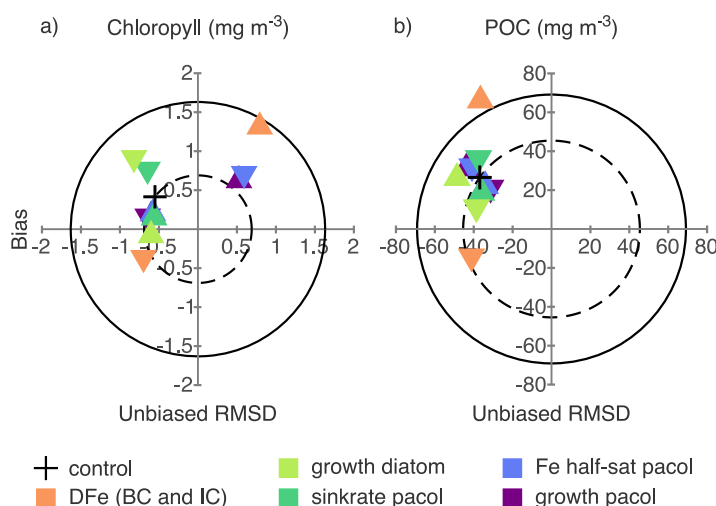 a) Chloropyll (mg m-3)
b) POC (mg m-3)
2
1.5
1
0.5
-0.5
-1
-1.5
-2
-2 -1.5 -1 -0.5 0 0.5 1 1.5 2
Bias
Unbiased RMSD
80
60
40
20
-20
-40
-60
-80
-80 -60 -40 -20 0 20 40 60 80
Unbiased RMSD
control
growth diatom
Fe half-sat pacol
DFe (BC and IC)
sinkrate pacol
growth pacol